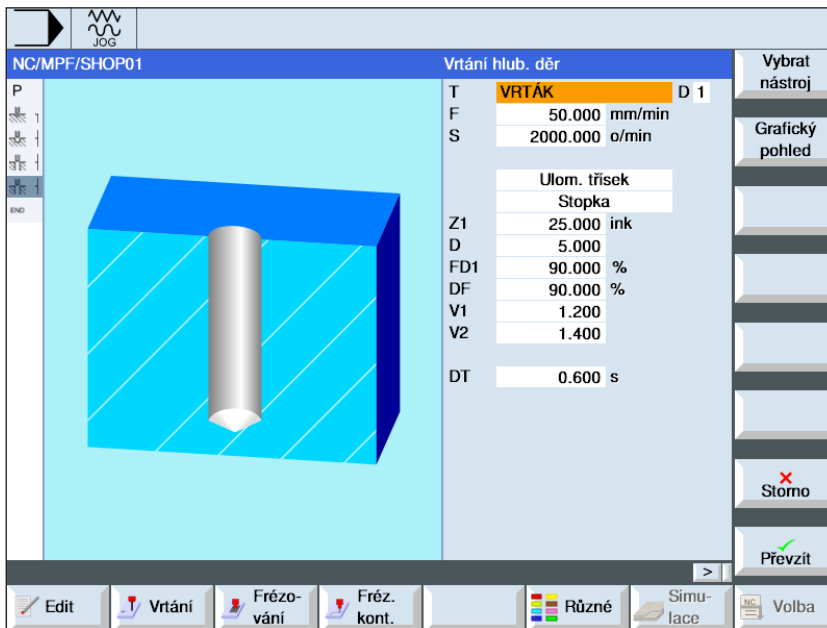 JOG
NC/MPF/SHOP01
Vrtání hlub. děr
P
END
T VRTÁK D 1
F 50.000 mm/min
S 2000.000 o/min
Ulom. třísek
Stopka
Z1 25.000 ink
D 5.000
FD1 90.000 %
DF 90.000 %
V1 1.200
V2 1.400
DT 0.600 s
Vybrat
nástroj
Grafický
pohled
Storno
Převzít
>
Edit
Vrtání
Frézo-
vání
Fréz.
kont.
Různé
Simu-
lace
NC
Volba